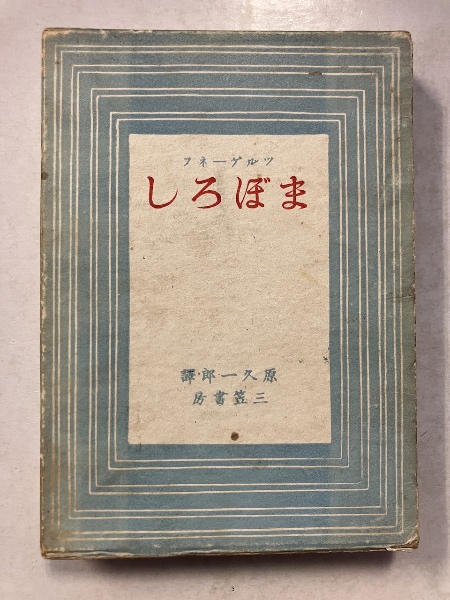 ツルゲーネフ
まぼろし
原久一郎・譯
三笠書房